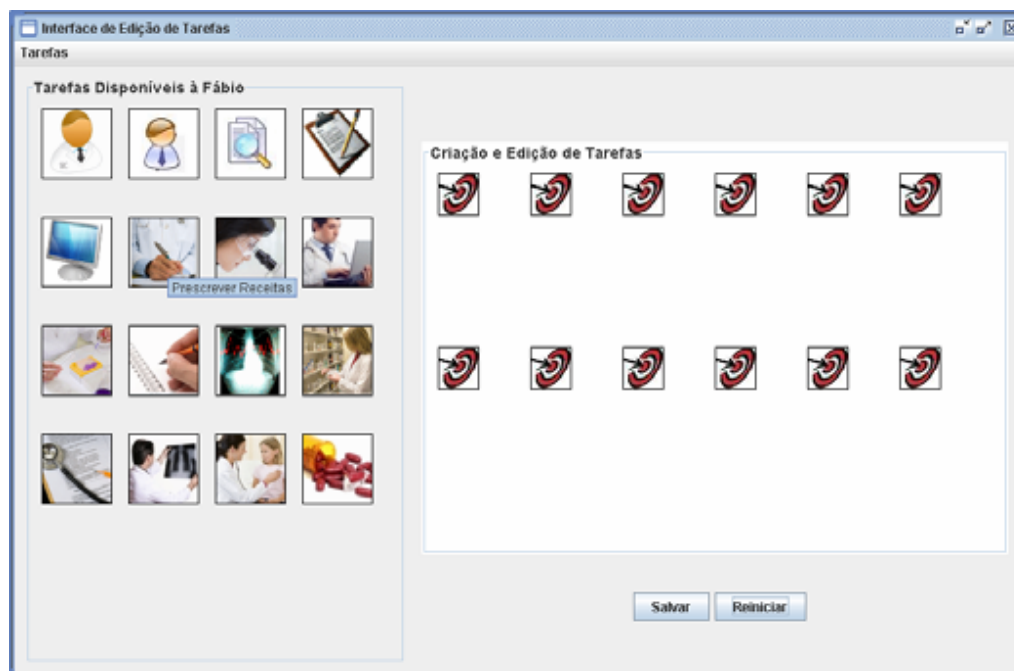 Interface de Edição de Tarefas
Tarefas
Tarefas Disponíveis à Fábio
Criação e Edição de Tarefas
Prescrever Receitas
Salvar
Reiniciar